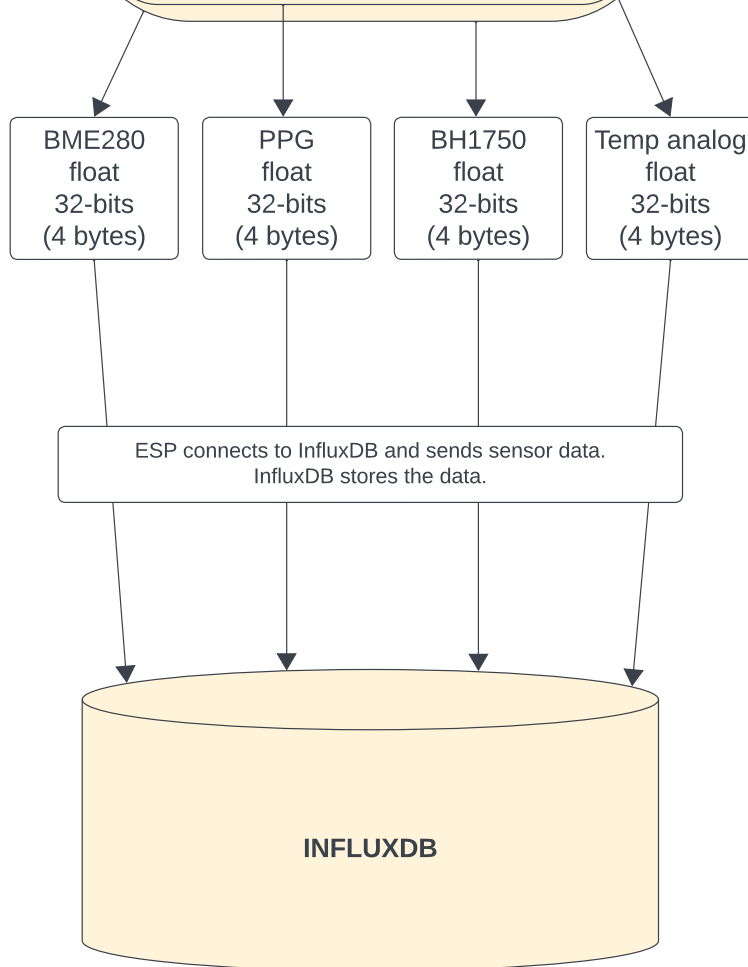 BME280
float
32-bits
(4 bytes)
PPG
float
32-bits
(4 bytes)
BH1750
float
32-bits
(4 bytes)
Temp analog
float
32-bits
(4 bytes)
ESP connects to InfluxDB and sends sensor data.
InfluxDB stores the data.
INFLUXDB